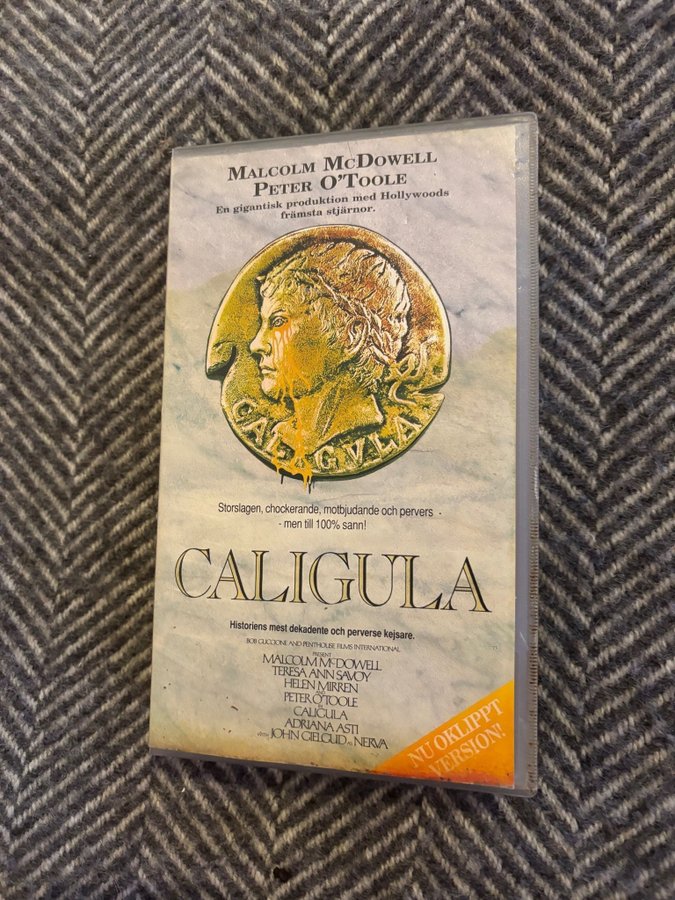 MALCOLM MCDOWELL
PETER O'TOOLE
En gigantisk produktion med Hollywoods
främsta stjärnor.
CALIGVLA
Storslagen, chockerande, motbjudande och pervers -
- men till 100% sann!
CALIGULA
Historiens mest dekadente och perverse kejsare.
BOB GUCCIONE AND PENTHOUSE FILMS INTERNATIONAL
PRESENT
MALCOLM MCDOWELL
TERESA ANN SAVOY
HELEN MIRREN
PETER O'TOOLE
CALIGULA
ADRIANA ASTI
JOHN GIELGUD AS NERVA
NU OKLIPPT
VERSION!